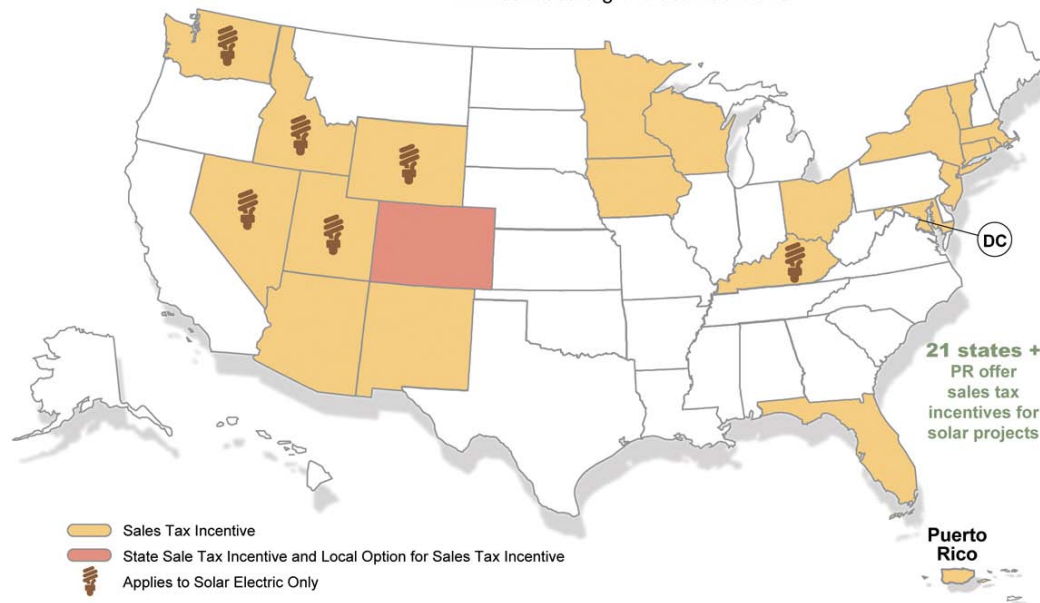 DC
21 states +
PR offer
sales tax
incentives for
solar projects
Sales Tax Incentive
State Sale Tax Incentive and Local Option for Sales Tax Incentive
Applies to Solar Electric Only
Puerto
Rico